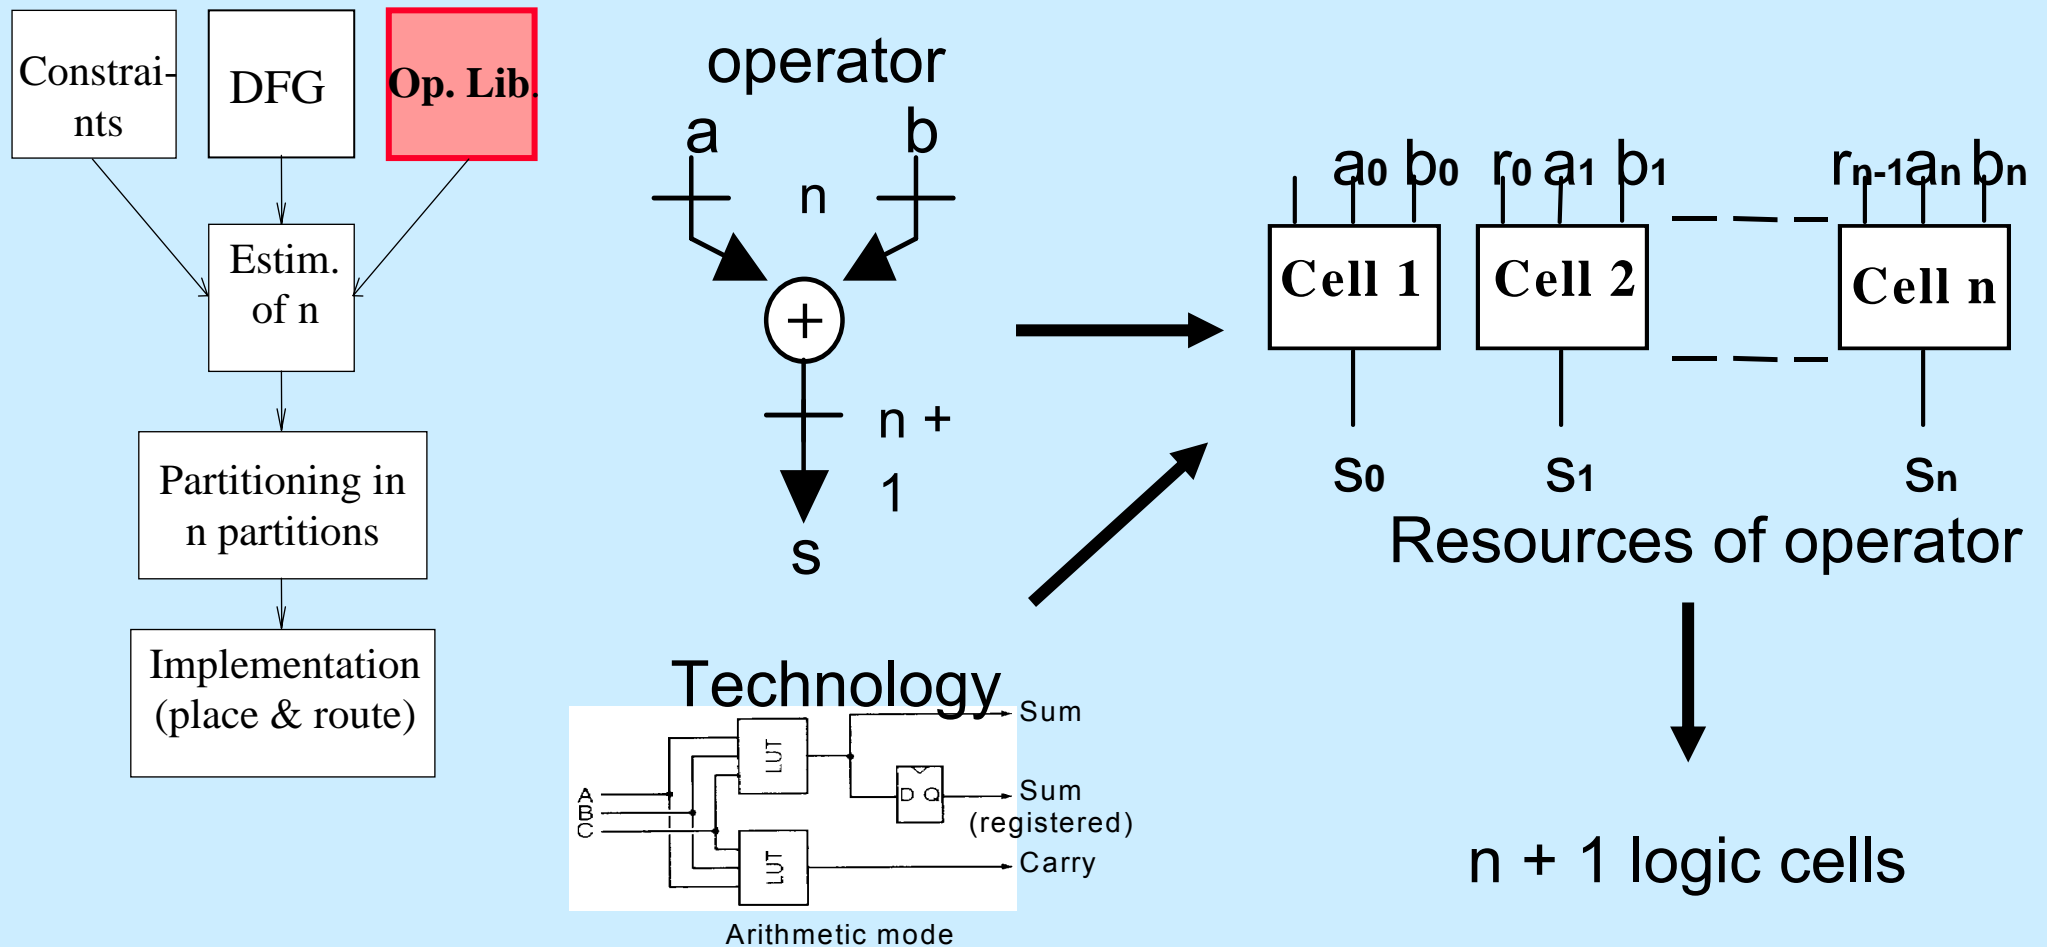 Constrai-
nts
DFG
Op. Lib.
Estim.
of n
Partitioning in
n partitions
Implementation
(place & route)
operator
a
b
n
+
n +
1
s
Technology
A
B
C
LUT
LUT
D Q
Sum
Sum
(registered)
Carry
Arithmetic mode
a0 b0 r0 a1 b1 rn-1 an bn
Cell 1 Cell 2 Cell n
s0 s1 sn
Resources of operator
n + 1 logic cells